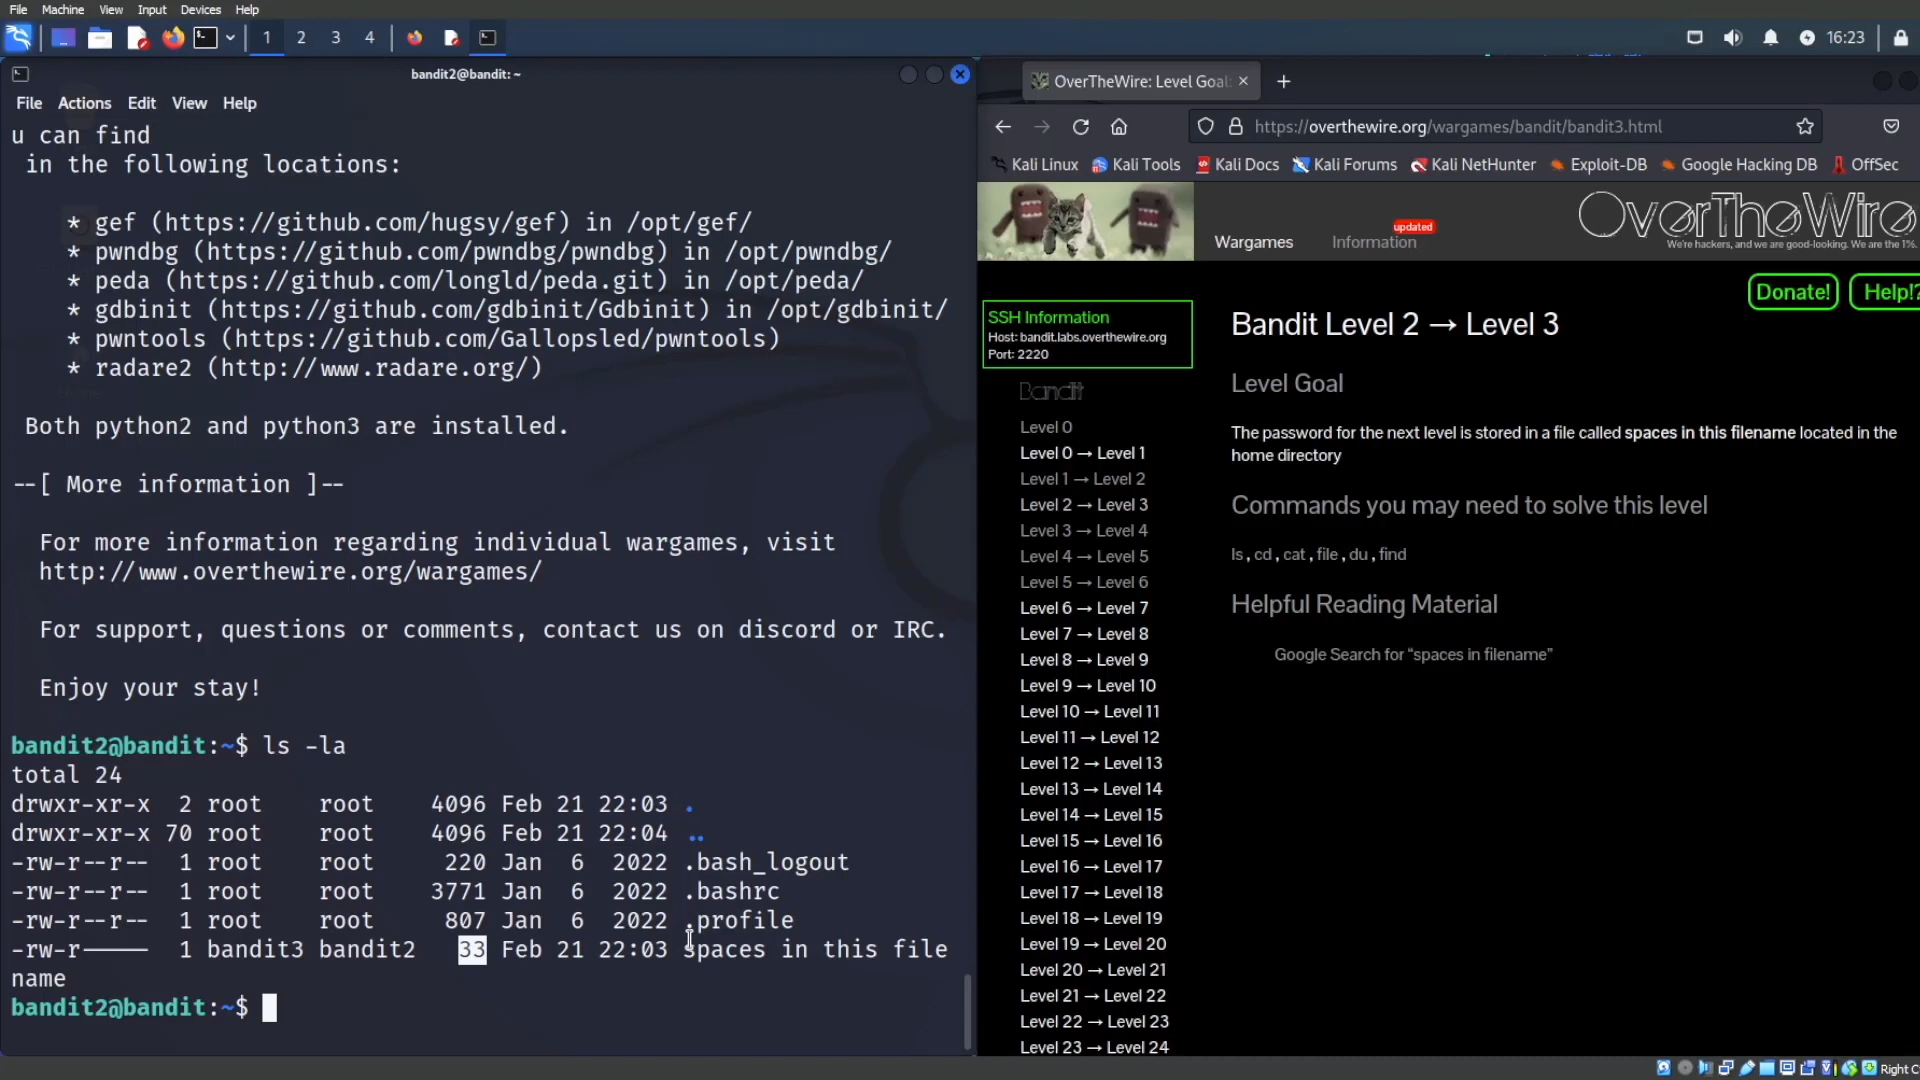 File Machine View Input Devices Help
1 2 3 4
16:23
bandit2@bandit: ~
File Actions Edit View Help
u can find
in the following locations:
* gef (https://github.com/hugsy/gef) in /opt/gef/
* pwndbg (https://github.com/pwndbg/pwndbg) in /opt/pwndbg/
* peda (https://github.com/longld/peda.git) in /opt/peda/
* gdbinit (https://github.com/gdbinit/Gdbinit) in /opt/gdbinit/
* pwntools (https://github.com/Gallopsled/pwntools)
* radare2 (http://www.radare.org/)
Both python2 and python3 are installed.
--[ More information ]--
For more information regarding individual wargames, visit
http://www.overthewire.org/wargames/
For support, questions or comments, contact us on discord or IRC.
Enjoy your stay!
bandit2@bandit:~$ ls -la
total 24
drwxr-xr-x 2 root root 4096 Feb 21 22:03 .
drwxr-xr-x 70 root root 4096 Feb 21 22:04 ..
-rw-r--r-- 1 root root 220 Jan 6 2022 .bash_logout
-rw-r--r-- 1 root root 3771 Jan 6 2022 .bashrc
-rw-r--r-- 1 root root 807 Jan 6 2022 .profile
-rw-r----- 1 bandit3 bandit2 33 Feb 21 22:03 spaces in this file
name
bandit2@bandit:~$
OverTheWire: Level Goal:
https://overthewire.org/wargames/bandit/bandit3.html
Kali Linux Kali Tools Kali Docs Kali Forums Kali NetHunter Exploit-DB Google Hacking DB OffSec
Wargames
Information
updated
OverTheWire
We're hackers, and we are good-looking. We are the 1%.
Donate! Help!?
SSH Information
Host: bandit.labs.overthewire.org
Port: 2220
Bandit
Level 0
Level 0 → Level 1
Level 1 → Level 2
Level 2 → Level 3
Level 3 → Level 4
Level 4 → Level 5
Level 5 → Level 6
Level 6 → Level 7
Level 7 → Level 8
Level 8 → Level 9
Level 9 → Level 10
Level 10 → Level 11
Level 11 → Level 12
Level 12 → Level 13
Level 13 → Level 14
Level 14 → Level 15
Level 15 → Level 16
Level 16 → Level 17
Level 17 → Level 18
Level 18 → Level 19
Level 19 → Level 20
Level 20 → Level 21
Level 21 → Level 22
Level 22 → Level 23
Level 23 → Level 24
Bandit Level 2 → Level 3
Level Goal
The password for the next level is stored in a file called spaces in this filename located in the
home directory
Commands you may need to solve this level
ls , cd , cat , file , du , find
Helpful Reading Material
Google Search for “spaces in filename”
Right C